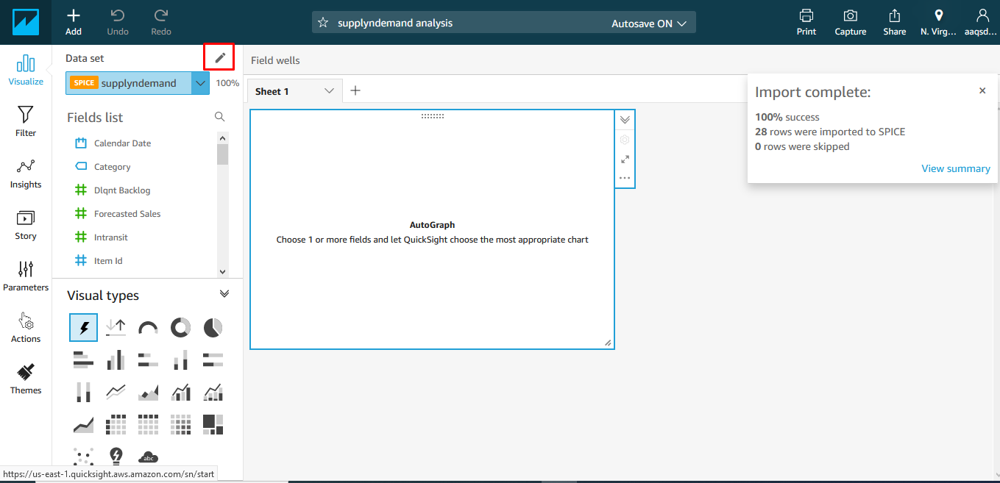 Add
Undo
Redo
supplyndemand analysis
Autosave ON
Print
Capture
Share
N. Virg...
aaqsd...
Visualize
Filter
Insights
Story
Parameters
Actions
Themes
Data set
SPICE supplyndemand
100%
Fields list
Calendar Date
Category
Dlqnt Backlog
Forecasted Sales
Intransit
Item Id
Visual types
abc
https://us-east-1.quicksight.aws.amazon.com/sn/start
Field wells
Sheet 1
AutoGraph
Choose 1 or more fields and let QuickSight choose the most appropriate chart
Import complete:
100% success
28 rows were imported to SPICE
0 rows were skipped
View summary